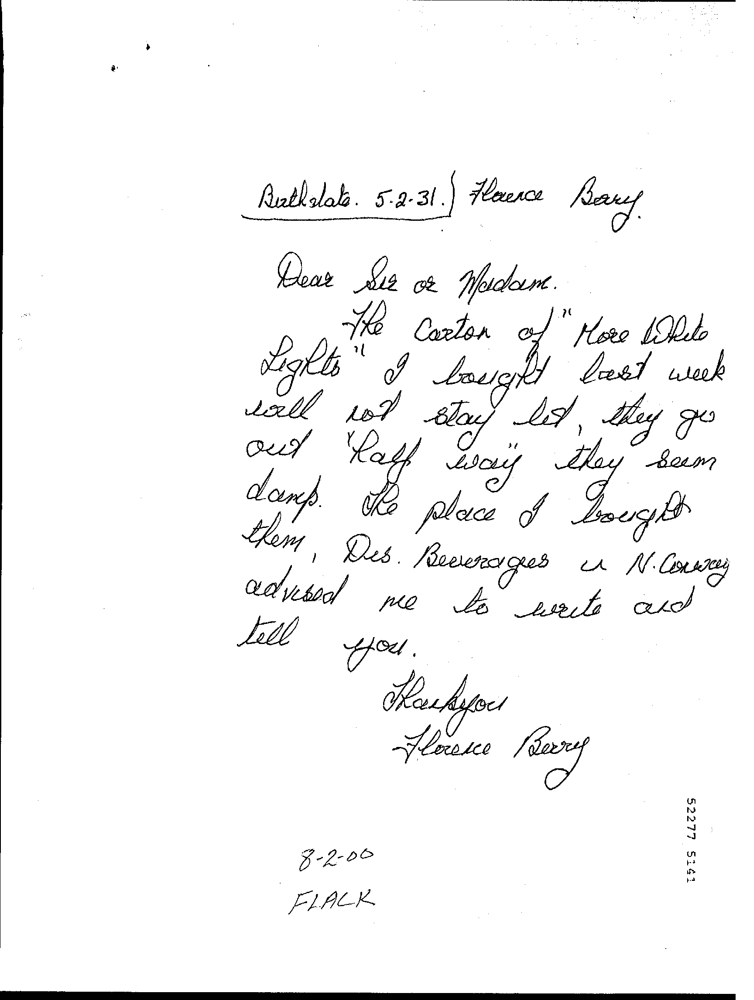 Birthdate. 5-2-31.) Florence Berry.
Dear Sir or Madam.
The Carton of "More White
Lights" I bought last week
will not stay lit, they go
out "half way" they seem
damp. The place I bought
them, Dis. Beverages in N. Conway
advised me to write and
tell you.
Thankyou
Florence Berry
8-2-00
FLACK
52277 5141